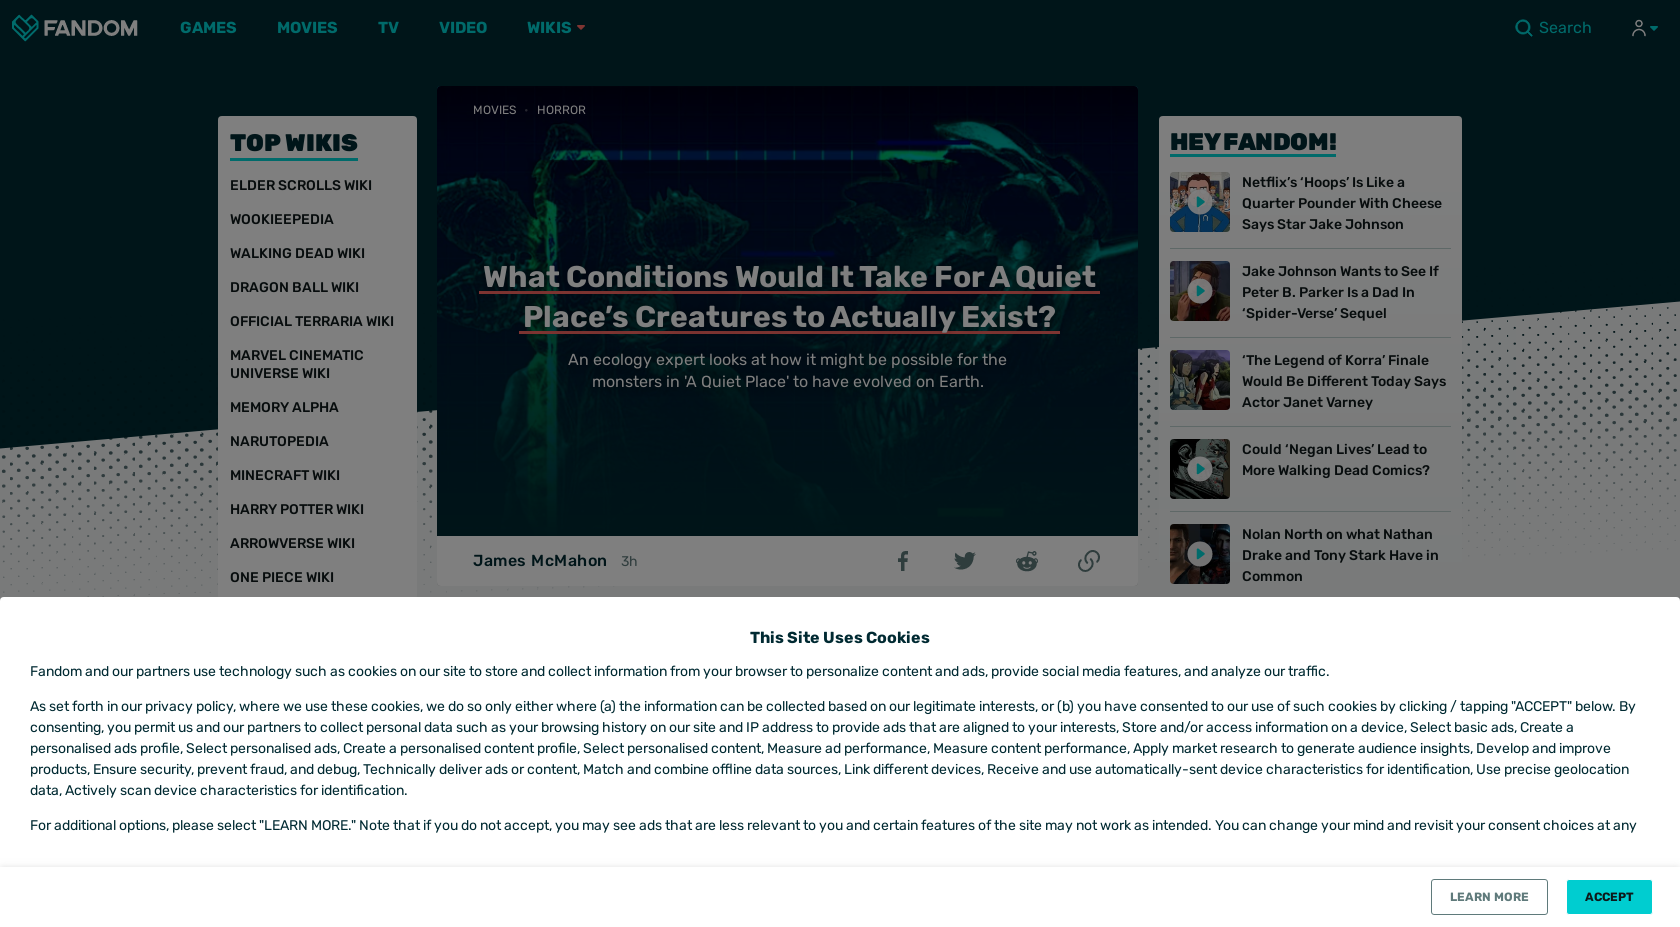 FANDOM
GAMES
MOVIES
TV
VIDEO
WIKIS
Search
TOP WIKIS
ELDER SCROLLS WIKI
WOOKIEEPEDIA
WALKING DEAD WIKI
DRAGON BALL WIKI
OFFICIAL TERRARIA WIKI
MARVEL CINEMATIC
UNIVERSE WIKI
MEMORY ALPHA
NARUTOPEDIA
MINECRAFT WIKI
HARRY POTTER WIKI
ARROWVERSE WIKI
ONE PIECE WIKI
MOVIES · HORROR
What Conditions Would It Take For A Quiet
Place’s Creatures to Actually Exist?
An ecology expert looks at how it might be possible for the
monsters in 'A Quiet Place' to have evolved on Earth.
James McMahon 3h
HEY FANDOM!
Netflix’s ‘Hoops’ Is Like a
Quarter Pounder With Cheese
Says Star Jake Johnson
Jake Johnson Wants to See If
Peter B. Parker Is a Dad In
‘Spider-Verse’ Sequel
‘The Legend of Korra’ Finale
Would Be Different Today Says
Actor Janet Varney
Could ‘Negan Lives’ Lead to
More Walking Dead Comics?
Nolan North on what Nathan
Drake and Tony Stark Have in
Common
This Site Uses Cookies
Fandom and our partners use technology such as cookies on our site to store and collect information from your browser to personalize content and ads, provide social media features, and analyze our traffic.
As set forth in our privacy policy, where we use these cookies, we do so only either where (a) the information can be collected based on our legitimate interests, or (b) you have consented to our use of such cookies by clicking / tapping "ACCEPT" below. By
consenting, you permit us and our partners to collect personal data such as your browsing history on our site and IP address to provide ads that are aligned to your interests, Store and/or access information on a device, Select basic ads, Create a
personalised ads profile, Select personalised ads, Create a personalised content profile, Select personalised content, Measure ad performance, Measure content performance, Apply market research to generate audience insights, Develop and improve
products, Ensure security, prevent fraud, and debug, Technically deliver ads or content, Match and combine offline data sources, Link different devices, Receive and use automatically-sent device characteristics for identification, Use precise geolocation
data, Actively scan device characteristics for identification.
For additional options, please select "LEARN MORE." Note that if you do not accept, you may see ads that are less relevant to you and certain features of the site may not work as intended. You can change your mind and revisit your consent choices at any
LEARN MORE
ACCEPT